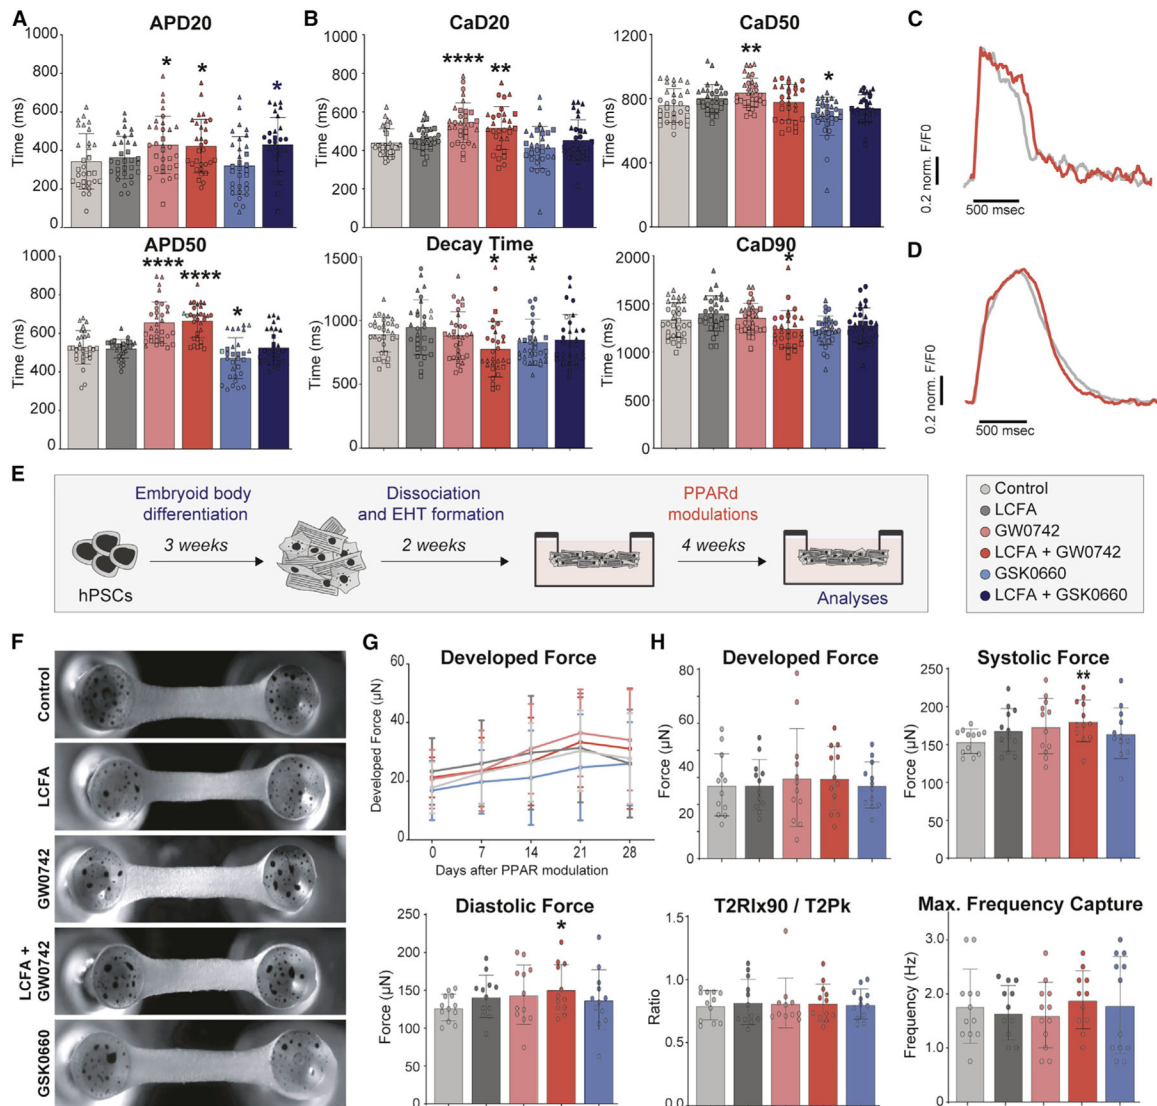 A
APD20
Time (ms)
1000
800
600
400
200
0
*
*
*
APD50
Time (ms)
1000
800
600
400
200
0
****
****
*
B
CaD20
Time (ms)
1000
800
600
400
200
0
****
**
CaD50
Time (ms)
1200
800
400
0
**
*
Decay Time
Time (ms)
1500
1000
500
0
*
*
CaD90
Time (ms)
2000
1500
1000
500
0
*
C
0.2 norm. F/F0
500 msec
D
0.2 norm. F/F0
500 msec
E
Embryoid body
differentiation
3 weeks
hPSCs
Dissociation
and EHT formation
2 weeks
PPARd
modulations
4 weeks
Analyses
Control
LCFA
GW0742
LCFA + GW0742
GSK0660
LCFA + GSK0660
F
Control
LCFA
GW0742
LCFA +
GW0742
GSK0660
G
Developed Force
Developed Force (µN)
60
40
20
0
0 7 14 21 28
Days after PPAR modulation
H
Developed Force
Force (µN)
80
60
40
20
0
Systolic Force
Force (µN)
250
200
150
100
50
0
**
Diastolic Force
Force (µN)
250
200
150
100
50
0
*
T2Rlx90 / T2Pk
Ratio
1.5
1.0
0.5
0.0
Max. Frequency Capture
Frequency (Hz)
3.0
2.0
1.0
0